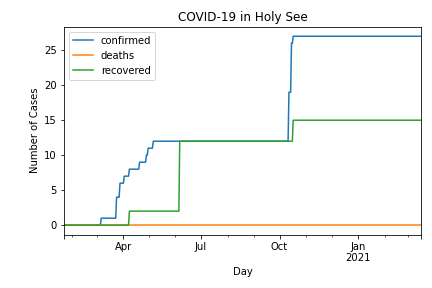 COVID-19 in Holy See
confirmed
deaths
recovered
Number of Cases
25
20
15
10
5
0
Apr
Jul
Oct
Jan
2021
Day